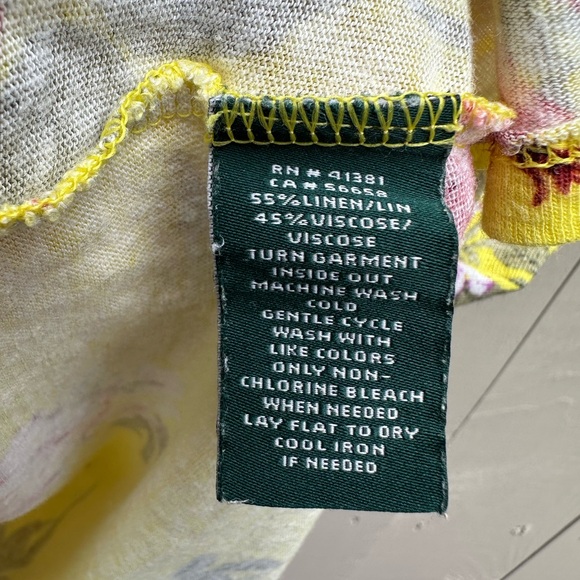 RN # 41381
CA # 56658
55%LINEN/LIN
45%VISCOSE/
VISCOSE
TURN GARMENT
INSIDE OUT
MACHINE WASH
COLD
GENTLE CYCLE
WASH WITH
LIKE COLORS
ONLY NON-
CHLORINE BLEACH
WHEN NEEDED
LAY FLAT TO DRY
COOL IRON
IF NEEDED